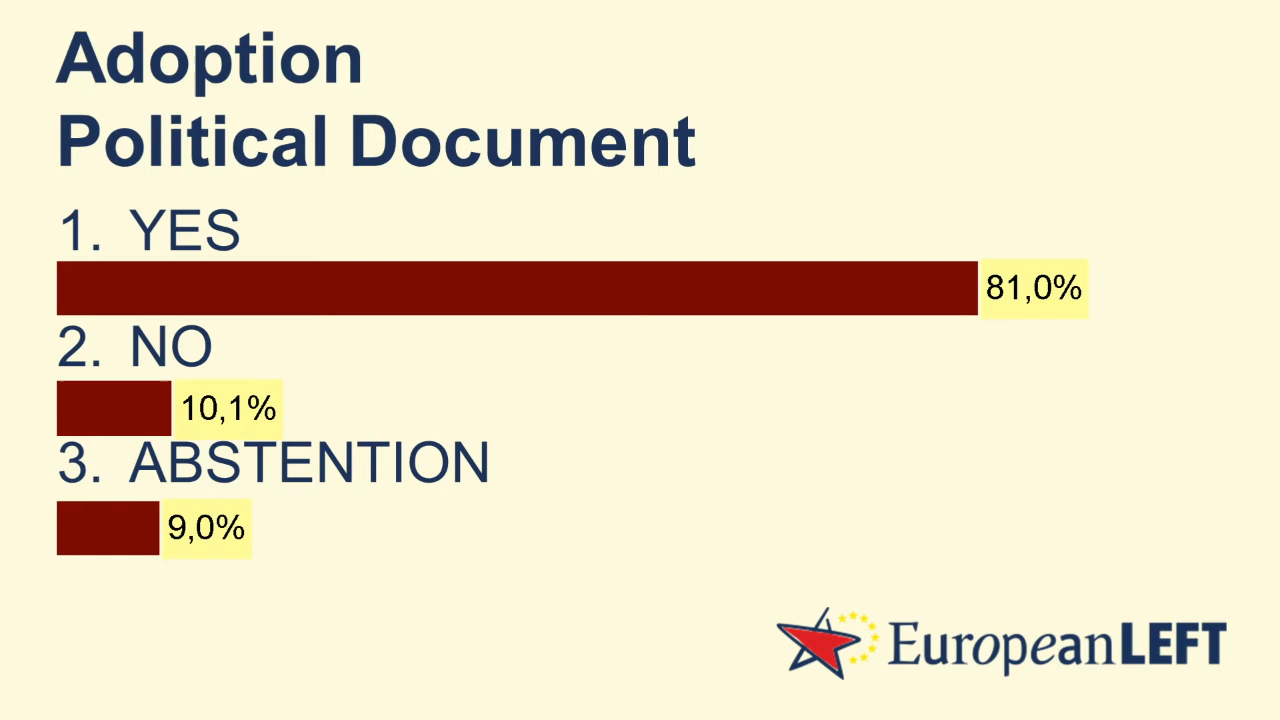 Adoption
Political Document
1. YES
81,0%
2. NO
10,1%
3. ABSTENTION
9,0%
EuropeanLEFT